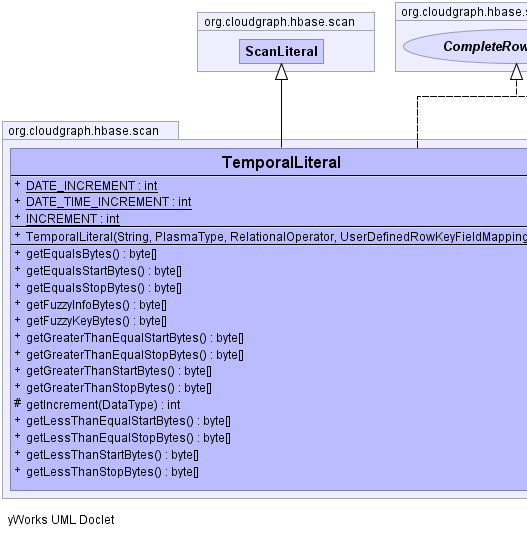 org.cloudgraph.hbase.scan
ScanLiteral
org.cloudgraph.hbase.s
CompleteRow
org.cloudgraph.hbase.scan
TemporalLiteral
+ DATE_INCREMENT : int
+ DATE_TIME_INCREMENT : int
+ INCREMENT : int
+ TemporalLiteral(String, PlasmaType, RelationalOperator, UserDefinedRowKeyFieldMapping
+ getEqualsBytes() : byte[]
+ getEqualsStartBytes() : byte[]
+ getEqualsStopBytes() : byte[]
+ getFuzzyInfoBytes() : byte[]
+ getFuzzyKeyBytes() : byte[]
+ getGreaterThanEqualStartBytes() : byte[]
+ getGreaterThanEqualStopBytes() : byte[]
+ getGreaterThanStartBytes() : byte[]
+ getGreaterThanStopBytes() : byte[]
# getIncrement(DataType) : int
+ getLessThanEqualStartBytes() : byte[]
+ getLessThanEqualStopBytes() : byte[]
+ getLessThanStartBytes() : byte[]
+ getLessThanStopBytes() : byte[]
yWorks UML Doclet